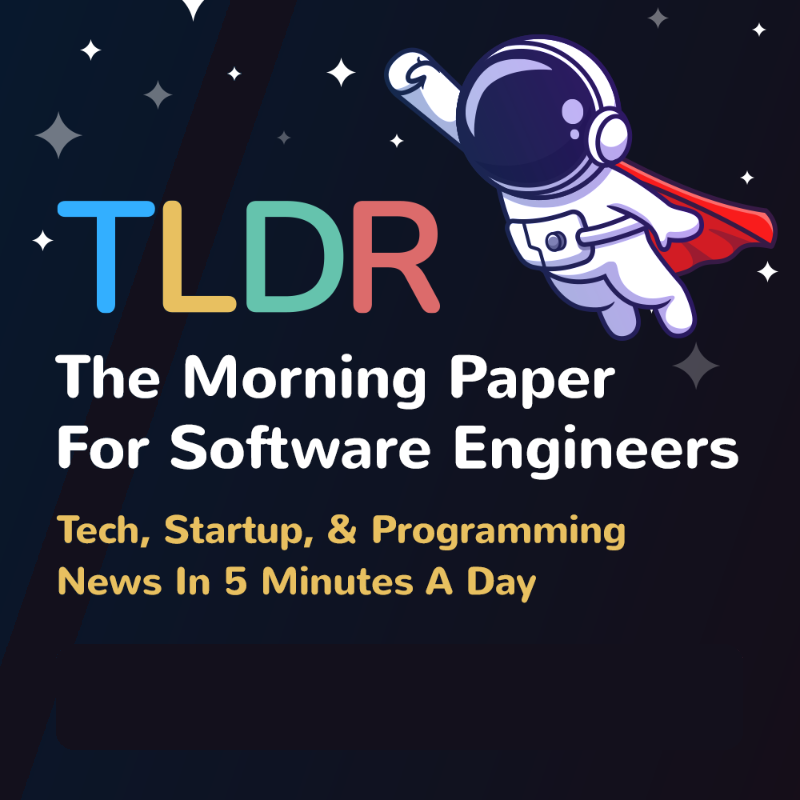 TLDR
The Morning Paper
For Software Engineers
Tech, Startup, & Programming
News In 5 Minutes A Day